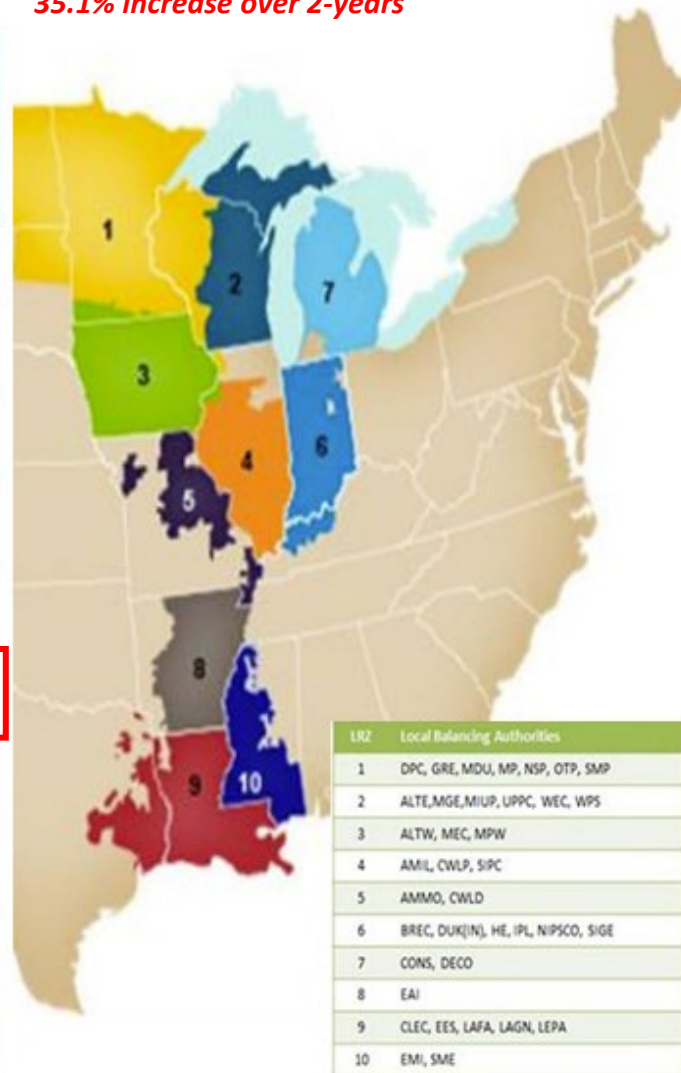 35.1% increase over 2-years
1
2
7
3
4
6
5
8
9
10
LRZ Local Balancing Authorities
1 DPC, GRE, MDU, MP, NSP, OTP, SMP
2 ALTE,MGE,MIUP, UPPC, WEC, WPS
3 ALTW, MEC, MPW
4 AMIL, CWLP, SIPC
5 AMMO, CWLD
6 BREC, DUK(IN), HE, IPL, NIPSCO, SIGE
7 CONS, DECO
8 EAI
9 CLEC, EES, LAFA, LAGN, LEPA
10 EMI, SME